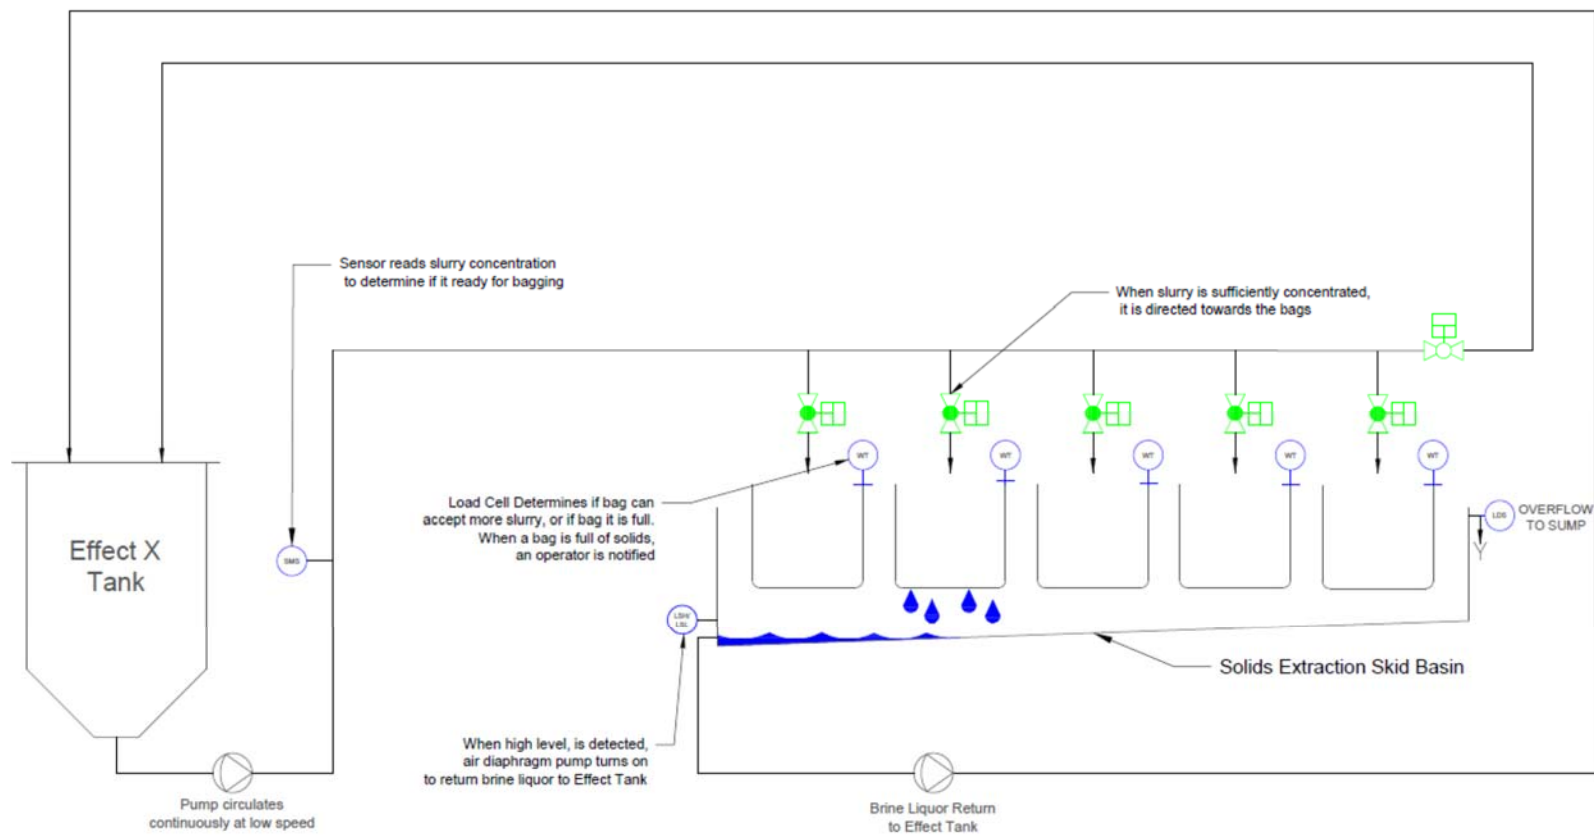 Sensor reads slurry concentration
to determine if it ready for bagging
When slurry is sufficiently concentrated,
it is directed towards the bags
WT
WT
WT
WT
WT
Load Cell Determines if bag can
accept more slurry, or if bag it is full.
When a bag is full of solids,
an operator is notified
LDS
OVERFLOW
TO SUMP
Effect X
Tank
SMS
LSH/
LSL
Solids Extraction Skid Basin
When high level, is detected,
air diaphragm pump turns on
to return brine liquor to Effect Tank
Pump circulates
continuously at low speed
Brine Liquor Return
to Effect Tank